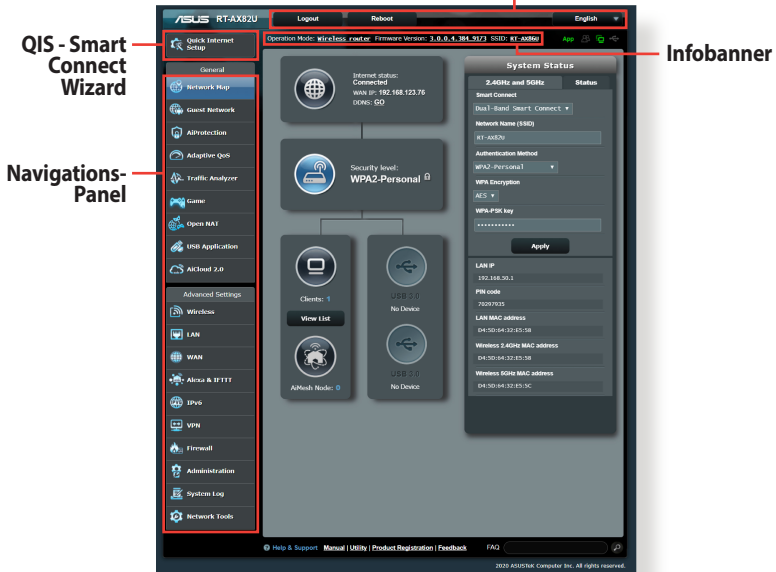 ASUS RT-AX82U Logout Reboot English
QIS - Smart Connect Wizard
Quick Internet Setup
Operation Mode: Wireless router Firmware Version: 3.0.0.4.384_9173 SSID: RT-AX86U App
Infobanner
General
Network Map
Guest Network
AiProtection
Adaptive QoS
Navigations-Panel
Traffic Analyzer
Game
Open NAT
USB Application
AiCloud 2.0
Advanced Settings
Wireless
LAN
WAN
Alexa & IFTTT
IPv6
VPN
Firewall
Administration
System Log
Network Tools
Internet status:
Connected
WAN IP: 192.168.123.76
DDNS: GO
Security level:
WPA2-Personal
Clients: 1
View List
AiMesh Node: 0
USB 3.0
No Device
USB 3.0
No Device
System Status
2.4GHz and 5GHz Status
Smart Connect
Dual-Band Smart Connect
Network Name (SSID)
RT-AX82U
Authentication Method
WPA2-Personal
WPA Encryption
AES
WPA-PSK key
•••••••••••
Apply
LAN IP
192.168.50.1
PIN code
70297935
LAN MAC address
D4:5D:64:32:E5:58
Wireless 2.4GHz MAC address
D4:5D:64:32:E5:58
Wireless 5GHz MAC address
D4:5D:64:32:E5:5C
Help & Support Manual | Utility | Product Registration | Feedback FAQ
2020 ASUSTeK Computer Inc. All rights reserved.